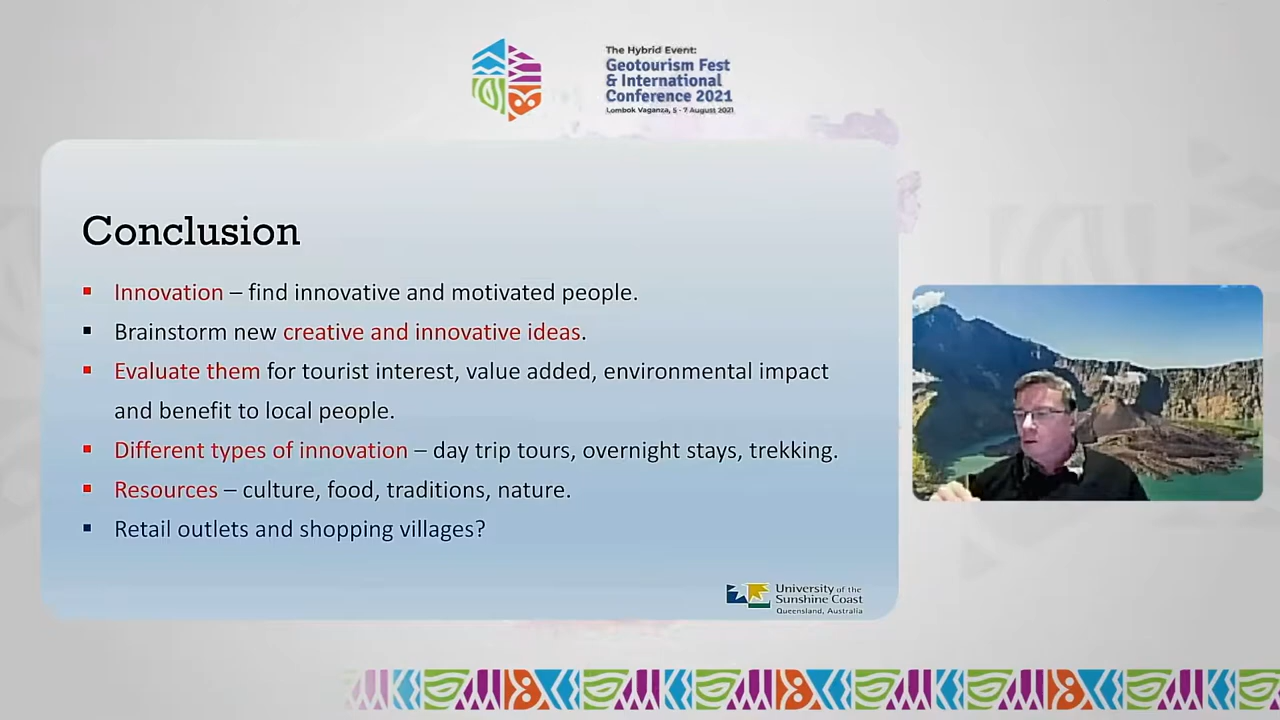 The Hybrid Event:
Geotourism Fest
& International
Conference 2021
Lombok Vaganza, 5 - 7 August 2021
Conclusion
Innovation – find innovative and motivated people.
Brainstorm new creative and innovative ideas.
Evaluate them for tourist interest, value added, environmental impact
and benefit to local people.
Different types of innovation – day trip tours, overnight stays, trekking.
Resources – culture, food, traditions, nature.
Retail outlets and shopping villages?
University of the
Sunshine Coast
Queensland, Australia